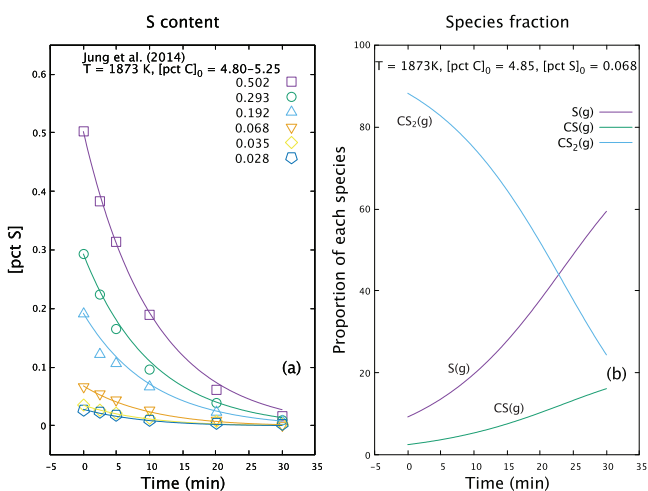 S content
Jung et al. (2014)
T = 1873 K, [pct C]0 = 4.80−5.25
0.502
0.293
0.192
0.068
0.035
0.028
0.6
0.5
0.4
0.3
0.2
0.1
0
[pct S]
(a)
-5 0 5 10 15 20 25 30 35
Time (min)
Species fraction
T = 1873K, [pct C]0 = 4.85, [pct S]0 = 0.068
S(g)
CS(g)
CS2(g)
CS2(g)
S(g)
CS(g)
100
80
60
40
20
0
Proportion of each species
(b)
-5 0 5 10 15 20 25 30 35
Time (min)